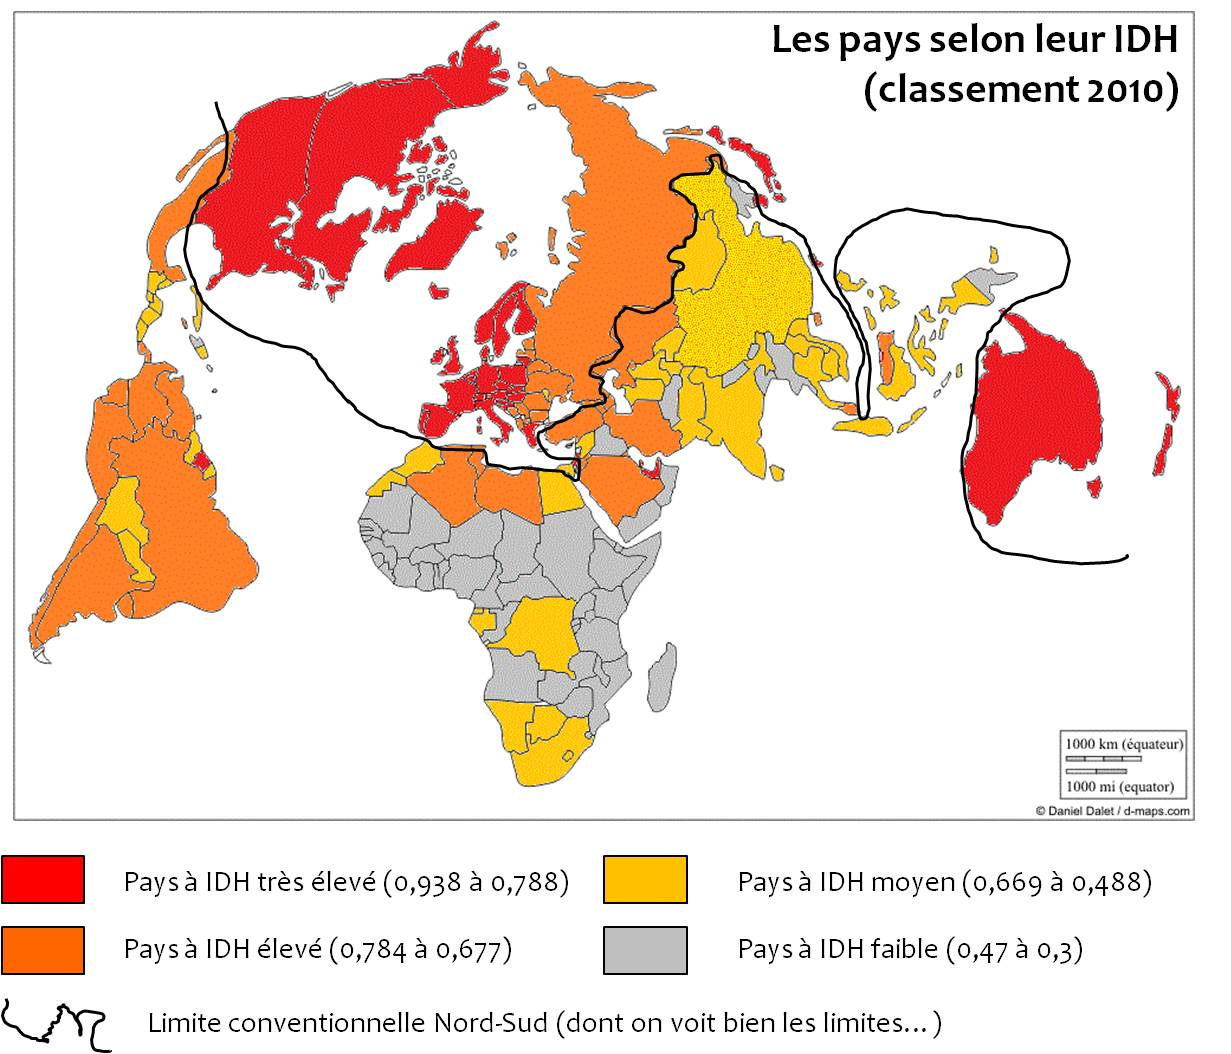 Les pays selon leur IDH
(classement 2010)
1000 km (équateur)
1000 mi (equator)
© Daniel Dalet / d-maps.com
Pays à IDH très élevé (0,938 à 0,788)
Pays à IDH moyen (0,669 à 0,488)
Pays à IDH élevé (0,784 à 0,677)
Pays à IDH faible (0,47 à 0,3)
Limite conventionnelle Nord-Sud (dont on voit bien les limites... )